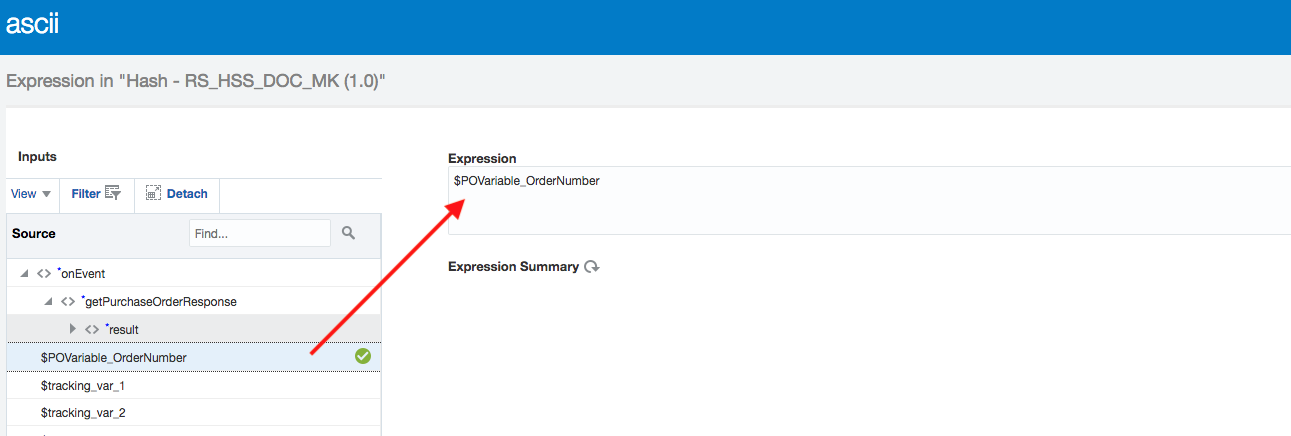 ascii
Expression in "Hash - RS_HSS_DOC_MK (1.0)"
Inputs
View Filter Detach
Source Find...
*onEvent
*getPurchaseOrderResponse
*result
$POVariable_OrderNumber
$tracking_var_1
$tracking_var_2
Expression
$POVariable_OrderNumber
Expression Summary